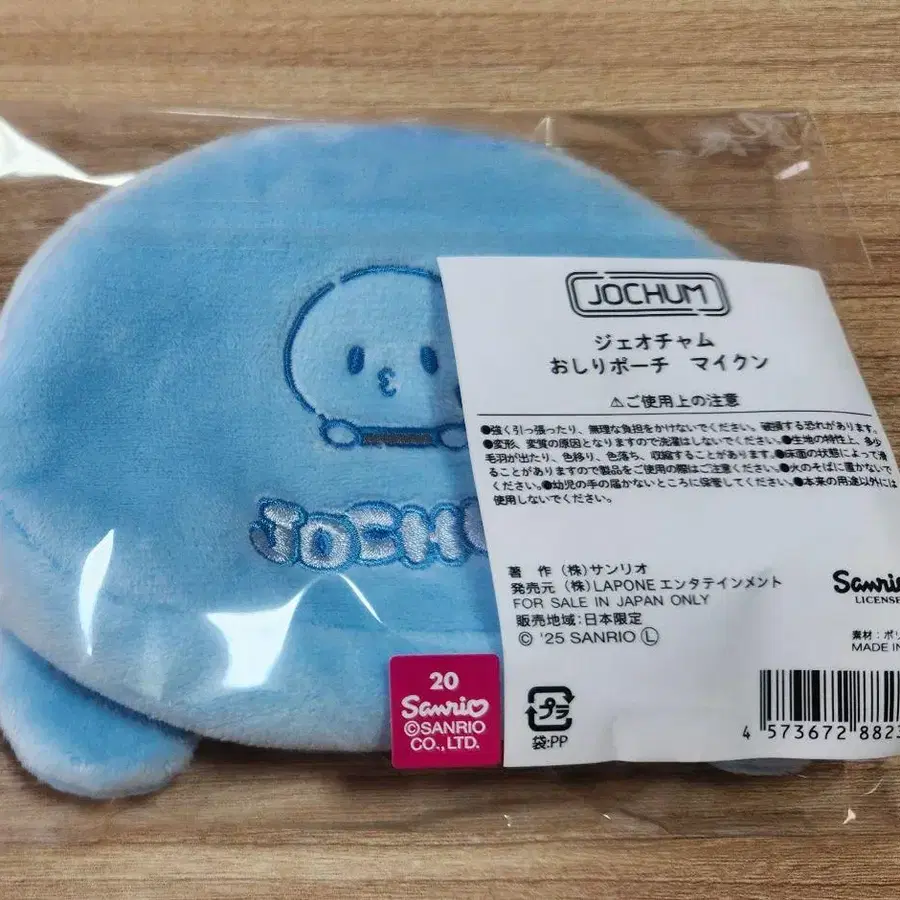 JOCHUM
ジェオチャム
おしりポーチ マイクン
⚠ご使用上の注意
●強く引っ張ったり、無理な負担をかけないでください。破損する恐れがあります。
●変形、変質の原因となりますので洗濯はしないでください。●生地の特性上、多少
毛羽が出たり、色移り、色落ち、収縮することがあります。●床面の状態によって滑
ることがありますので製品をご使用の際はご注意ください。●火のそばに置かないで
ください。●幼児の手の届かないところに保管してください。●本来の用途以外には
使用しないでください。
著 作 (株)サンリオ
発売元 (株)LAPONEエンタテインメント
FOR SALE IN JAPAN ONLY
販売地域:日本限定
© '25 SANRIO Ⓛ
Sanrio
LICENSE
素材:ポリ
MADE IN
プラ
袋:PP
4 573672 8823
JOCHU
20
Sanrio
©SANRIO
CO., LTD.